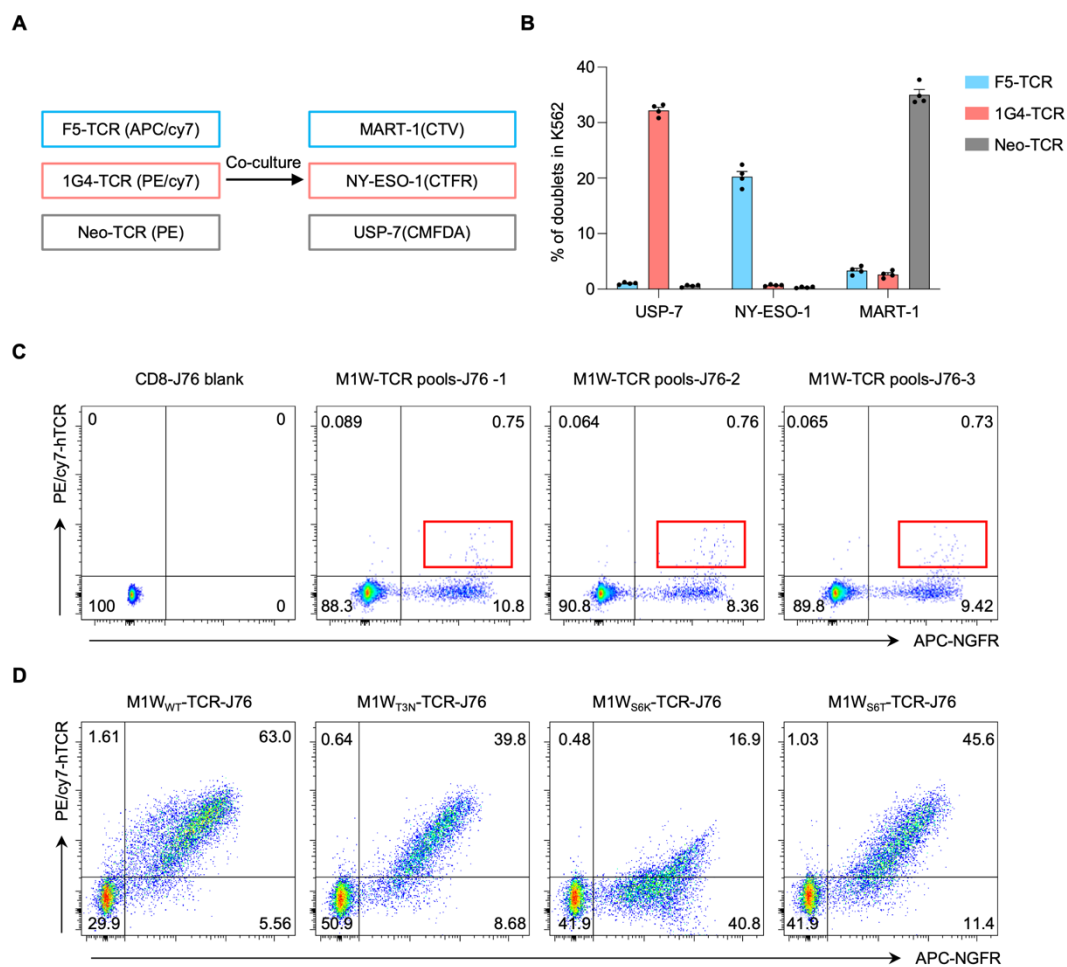 A
F5-TCR (APC/cy7)
1G4-TCR (PE/cy7)
Neo-TCR (PE)
Co-culture
MART-1(CTV)
NY-ESO-1(CTFR)
USP-7(CMFDA)
B
% of doublets in K562
40
30
20
10
0
USP-7 NY-ESO-1 MART-1
F5-TCR
1G4-TCR
Neo-TCR
C
PE/cy7-hTCR
CD8-J76 blank
0 0
100 0
M1W-TCR pools-J76 -1
0.089 0.75
88.3 10.8
M1W-TCR pools-J76-2
0.064 0.76
90.8 8.36
M1W-TCR pools-J76-3
0.065 0.73
89.8 9.42
APC-NGFR
D
PE/cy7-hTCR
M1WWT-TCR-J76
1.61 63.0
29.9 5.56
M1WT3N-TCR-J76
0.64 39.8
50.9 8.68
M1WS6K-TCR-J76
0.48 16.9
41.9 40.8
M1WS6T-TCR-J76
1.03 45.6
41.9 11.4
APC-NGFR